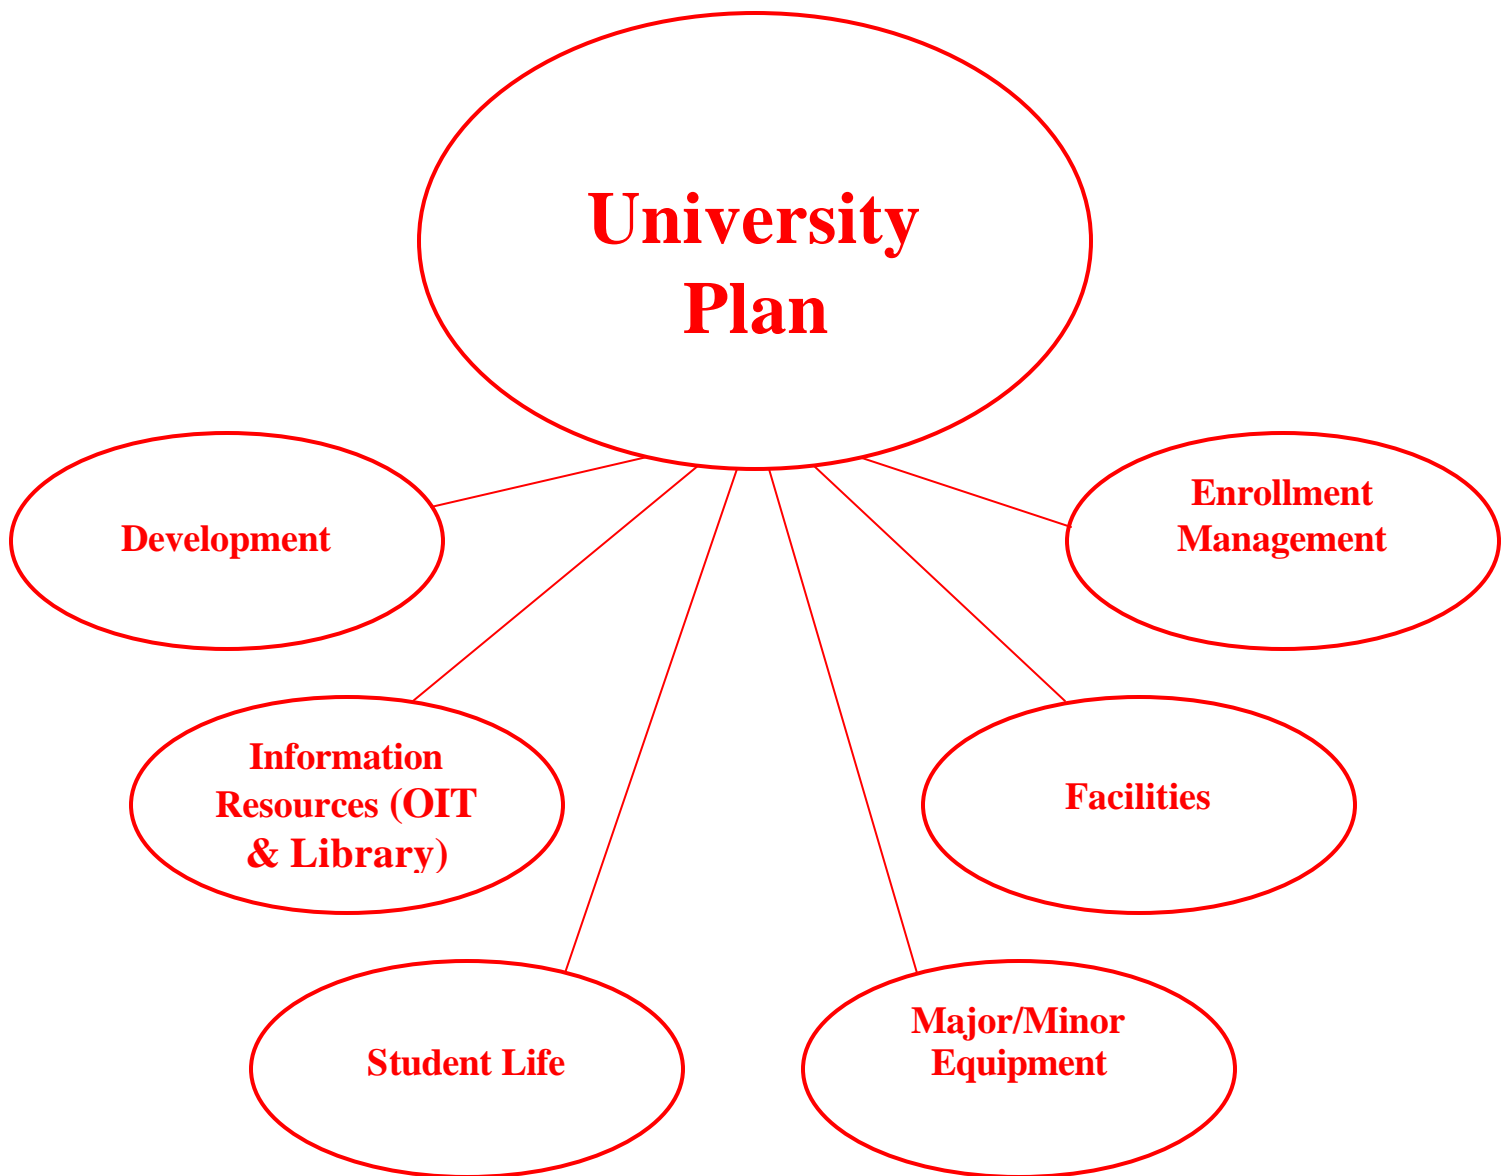 University
Plan
Development
Enrollment
Management
Information
Resources (OIT
& Library)
Facilities
Student Life
Major/Minor
Equipment